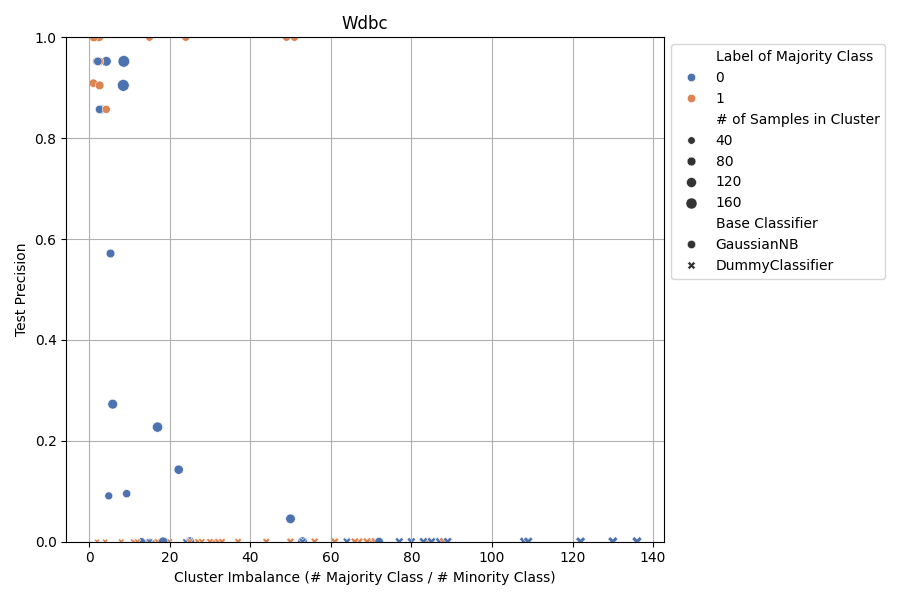 Wdbc
Test Precision
1.0
0.8
0.6
0.4
0.2
0.0
0 20 40 60 80 100 120 140
Cluster Imbalance (# Majority Class / # Minority Class)
Label of Majority Class
0
1
# of Samples in Cluster
40
80
120
160
Base Classifier
GaussianNB
DummyClassifier